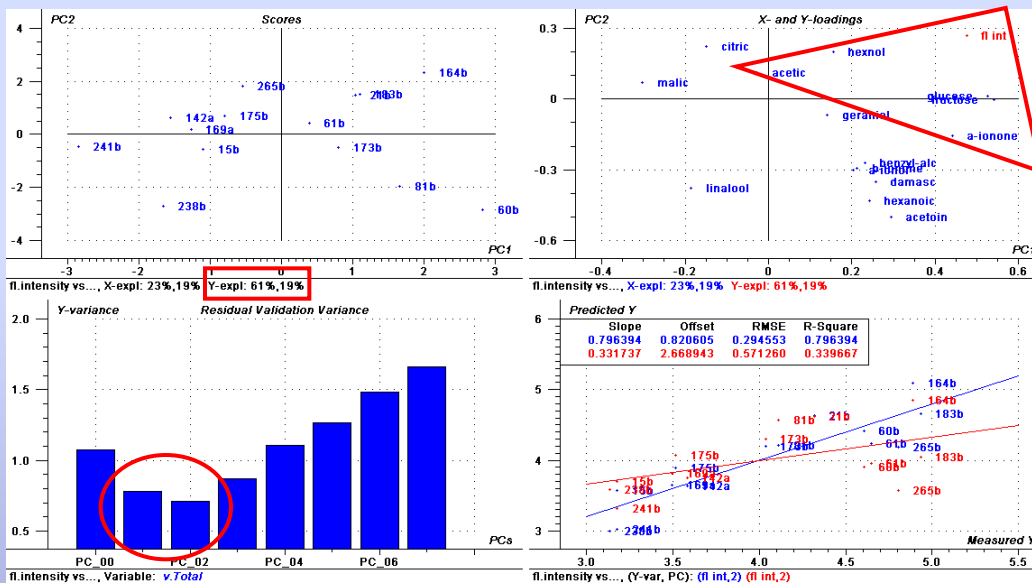 PC2
Scores
4
2
0
-2
-4
164b
265b
21b
183b
142a
175b
61b
169a
241b
15b
173b
81b
238b
60b
PC1
-3 -2 -1 0 1 2 3
fl.intensity vs..., X-expl: 23%,19% Y-expl: 61%,19%
PC2
X- and Y-loadings
0.3
0
-0.3
-0.6
fl int
citric
hexnol
acetic
malic
glucose
fructose
geraniol
a-ionone
benzyl-alc
a-ionol
damasc
linalool
hexanoic
acetoin
PC1
-0.4 -0.2 0 0.2 0.4 0.6
fl.intensity vs..., X-expl: 23%,19% Y-expl: 61%,19%
Y-variance
Residual Validation Variance
2.0
1.5
1.0
0.5
PCs
PC_00 PC_02 PC_04 PC_06
fl.intensity vs..., Variable: v.Total
Predicted Y
Slope Offset RMSE R-Square
0.796394 0.820605 0.294553 0.796394
0.331737 2.668943 0.571260 0.339667
6
5
4
3
164b
164b
183b
81b
21b
60b
173b
61b
265b
175b
61b
183b
175b
60b
169a
142a
15b
169a
142a
265b
241b
241b
238b
Measured Y
3.0 3.5 4.0 4.5 5.0 5.5
fl.intensity vs..., (Y-var, PC): (fl int,2) (fl int,2)